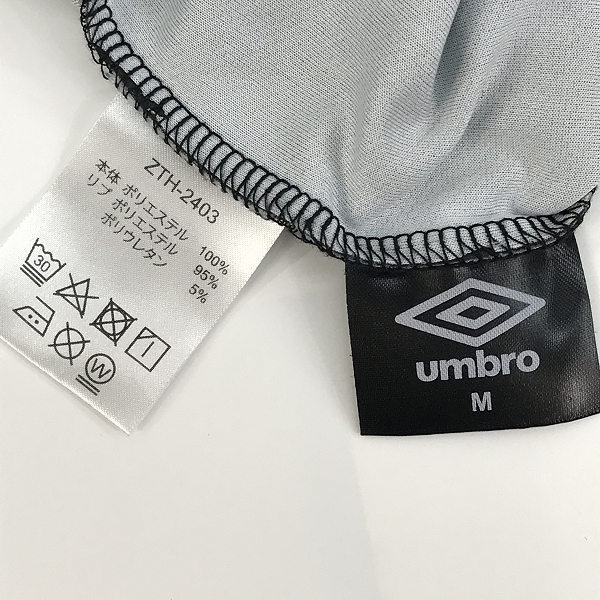 ZTH-2403
本体 ポリエステル 100%
リブ ポリエステル 95%
ポリウレタン 5%
30
W
umbro
M